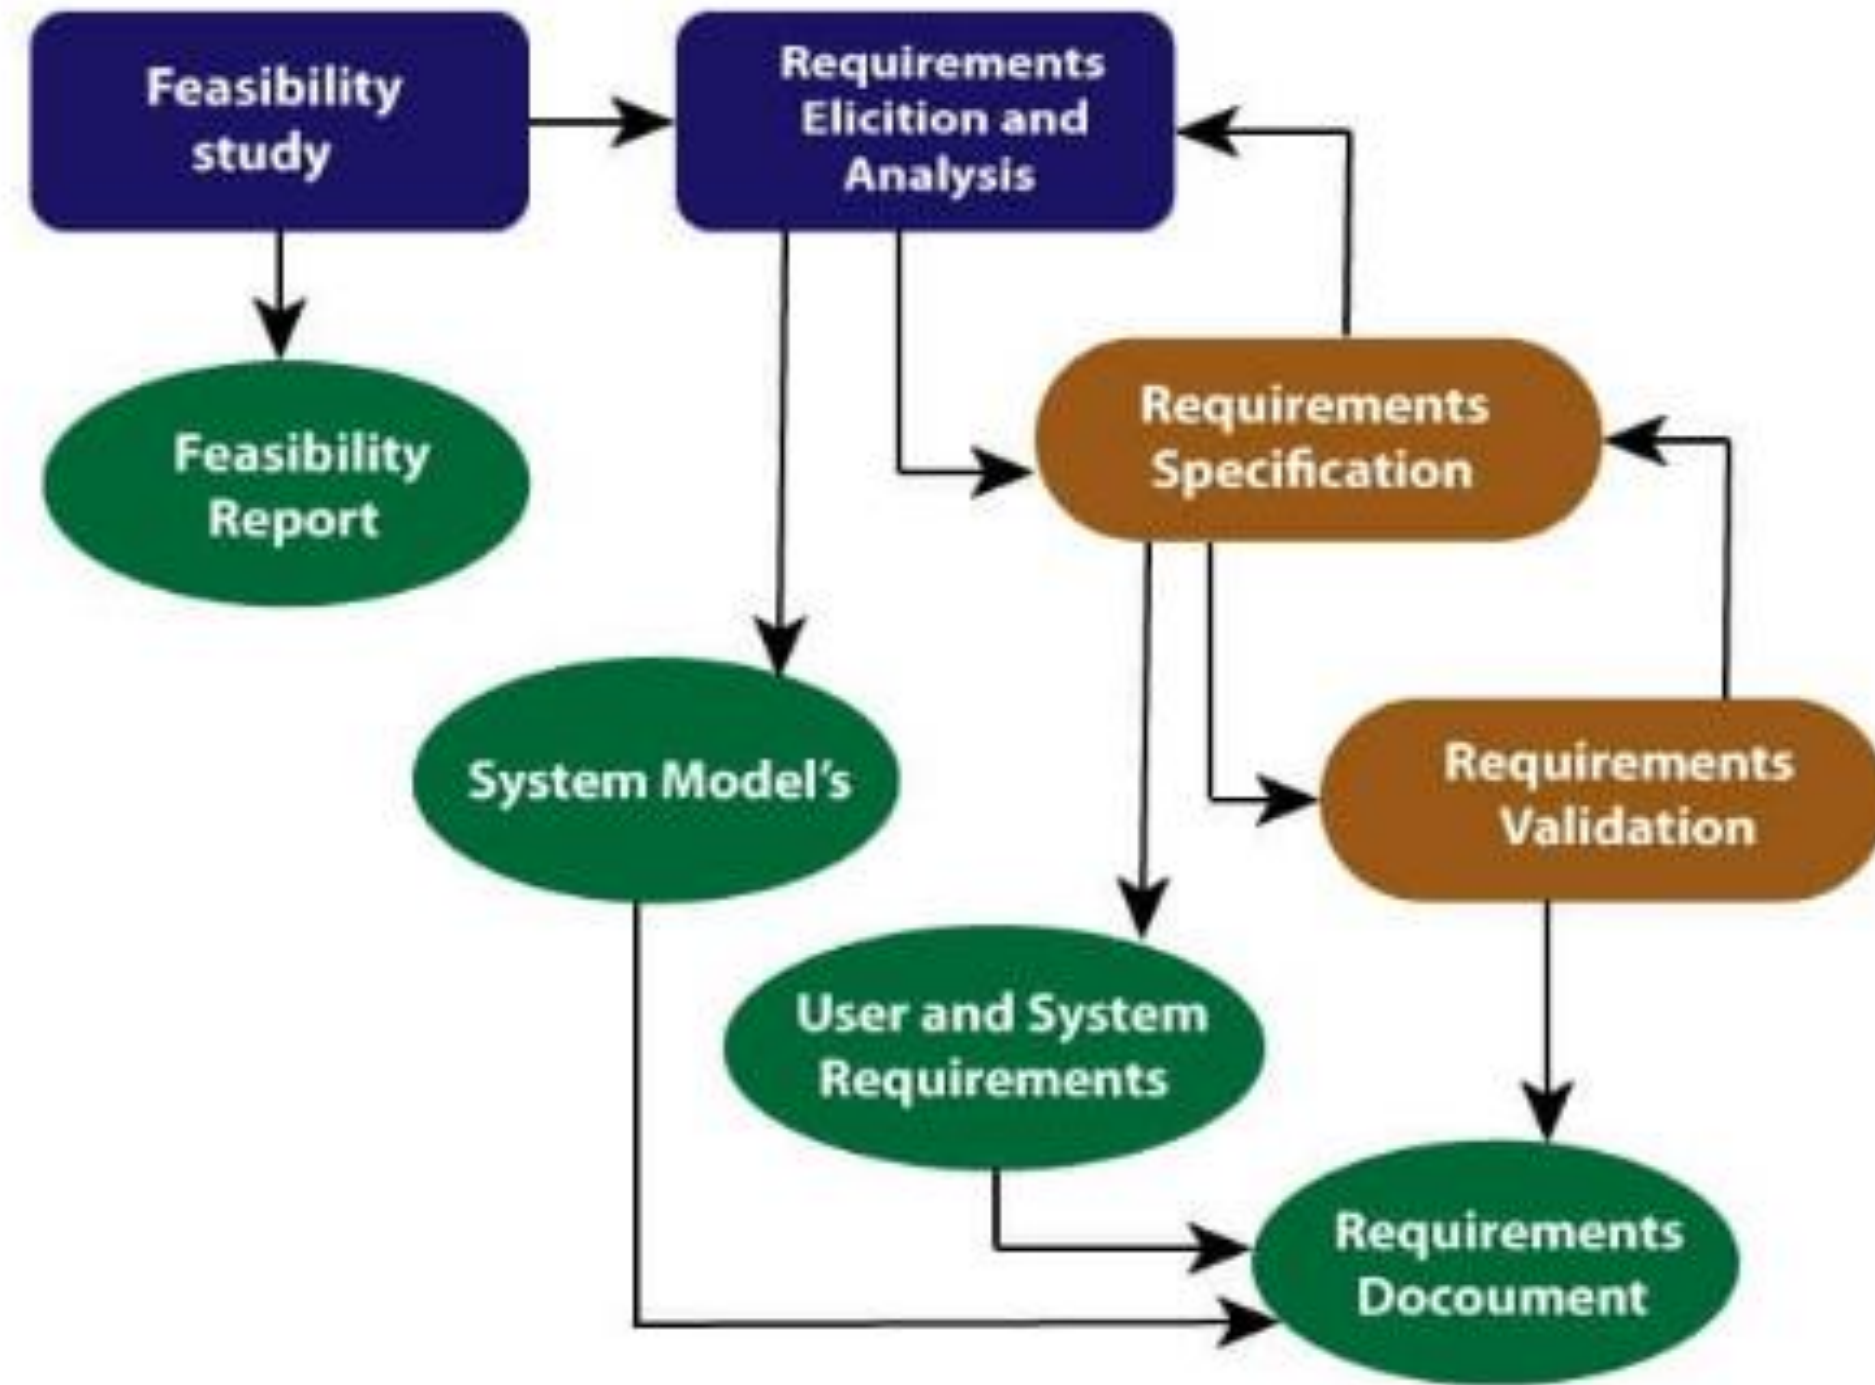 Feasibility
study
Requirements
Elicition and
Analysis
Feasibility
Report
Requirements
Specification
System Model's
Requirements
Validation
User and System
Requirements
Requirements
Docoument